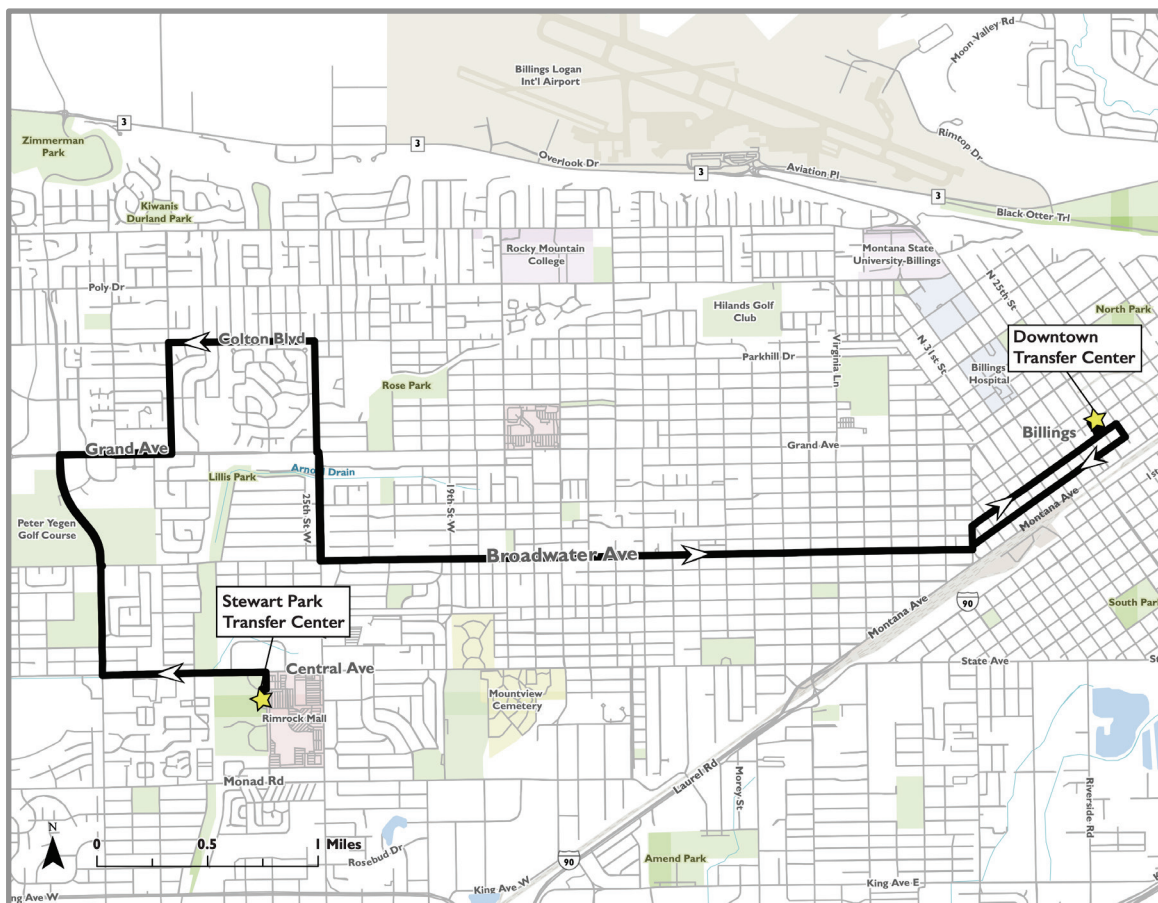 Moon Valley Rd
Billings Logan
Int'l Airport
3
Zimmerman
Park
3
Overlook Dr
3
Aviation Pl
Rimtop Dr
3
Black Otter Trl
Kiwanis
Durland Park
Rocky Mountain
College
Montana State
University-Billings
Poly Dr
N 25th St
Hilands Golf
Club
North Park
Colton Blvd
Virginia Ln
N 31st St
Downtown
Transfer Center
Parkhill Dr
Rose Park
Billings
Hospital
Grand Ave
Grand Ave
Billings
Lillis Park
Arnold Drain
25th St W
19th St W
1st
Montana Ave
Peter Yegen
Golf Course
Broadwater Ave
Stewart Park
Transfer Center
90
Montana Ave
South Park
Central Ave
State Ave
St
Rimrock Mall
Mountview
Cemetery
Monad Rd
Laurel Rd
Morey St
Riverside Rd
N
0
0.5
1
Miles
Rosebud Dr
90
Amend Park
King Ave W
King Ave E
ng Ave W
K